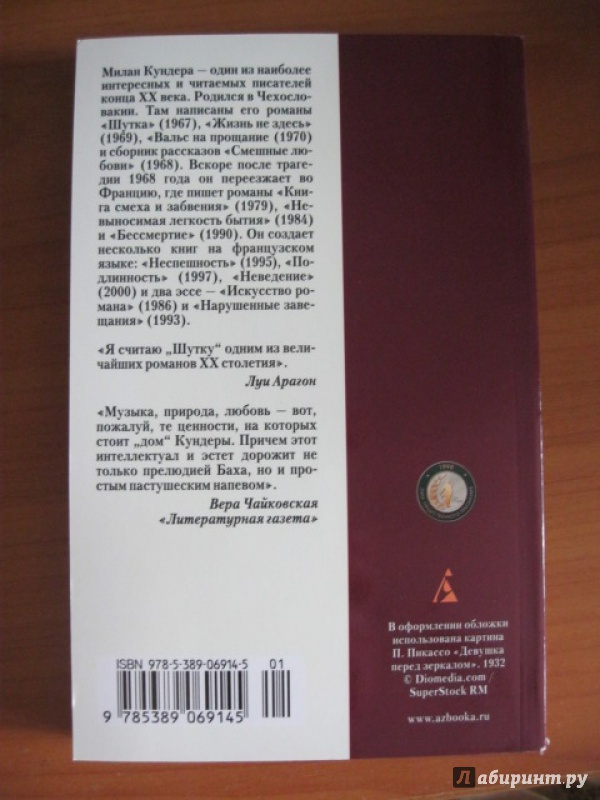 Милан Кундера — один из наиболее
интересных и читаемых писателей
конца XX века. Родился в Чехосло-
вакии. Там написаны его романы
«Шутка» (1967), «Жизнь не здесь»
(1969), «Вальс на прощание (1970)
и сборник рассказов «Смешные лю-
бови» (1968). Вскоре после траге-
дии 1968 года он переезжает во
Францию, где пишет романы «Кни-
га смеха и забвения» (1979), «Не-
выносимая легкость бытия» (1984)
и «Бессмертие» (1990). Он создает
несколько книг на французском
языке: «Неспешность» (1995), «По-
длинность» (1997), «Неведение»
(2000) и два эссе — «Искусство ро-
мана» (1986) и «Нарушенные заве-
щания» (1993).
«Я считаю „Шутку“ одним из вели-
чайших романов XX столетия».
Луи Арагон
«Музыка, природа, любовь — вот,
пожалуй, те ценности, на которых
стоит „дом“ Кундеры. Причем этот
интеллектуал и эстет дорожит не
только прелюдией Баха, но и про-
стым пастушеским напевом».
Вера Чайковская
«Литературная газета»
ISBN 978-5-389-06914-5
01
9 785389 069145
В оформлении обложки
использована картина
П. Пикассо «Девушка
перед зеркалом». 1932
© Diomedia.com /
SuperStock RM
www.azbooka.ru
Лабиринт.ру